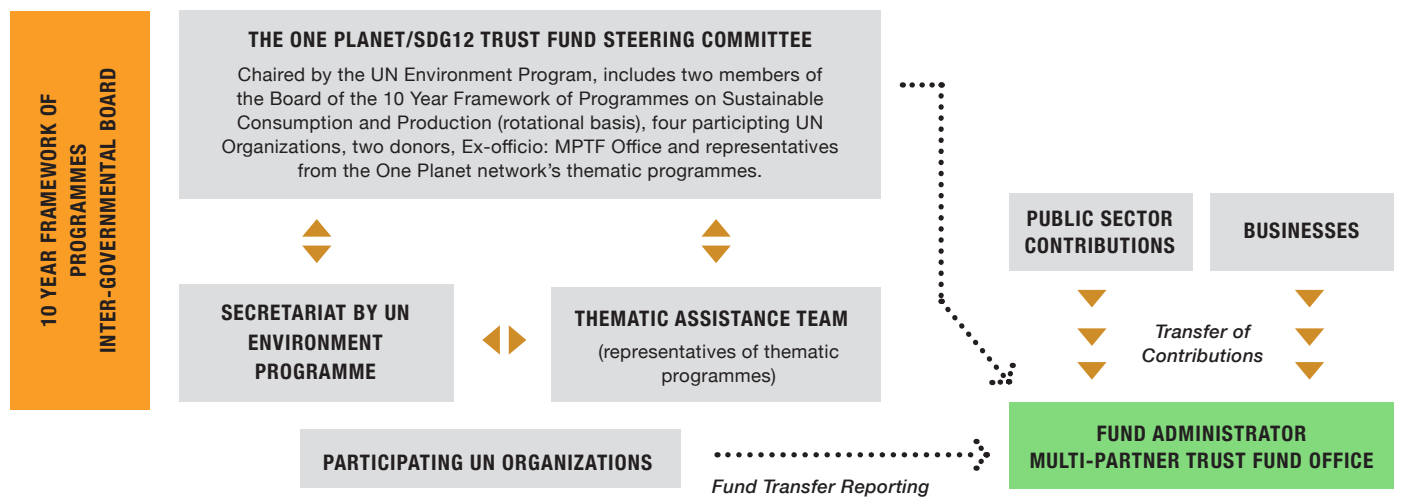 10 YEAR FRAMEWORK OF
PROGRAMMES
INTER-GOVERNMENTAL BOARD
THE ONE PLANET/SDG12 TRUST FUND STEERING COMMITTEE
Chaired by the UN Environment Program, includes two members of
the Board of the 10 Year Framework of Programmes on Sustainable
Consumption and Production (rotational basis), four participting UN
Organizations, two donors, Ex-officio: MPTF Office and representatives
from the One Planet network’s thematic programmes.
SECRETARIAT BY UN
ENVIRONMENT
PROGRAMME
THEMATIC ASSISTANCE TEAM
(representatives of thematic
programmes)
PARTICIPATING UN ORGANIZATIONS
Fund Transfer Reporting
PUBLIC SECTOR
CONTRIBUTIONS
BUSINESSES
Transfer of
Contributions
FUND ADMINISTRATOR
MULTI-PARTNER TRUST FUND OFFICE